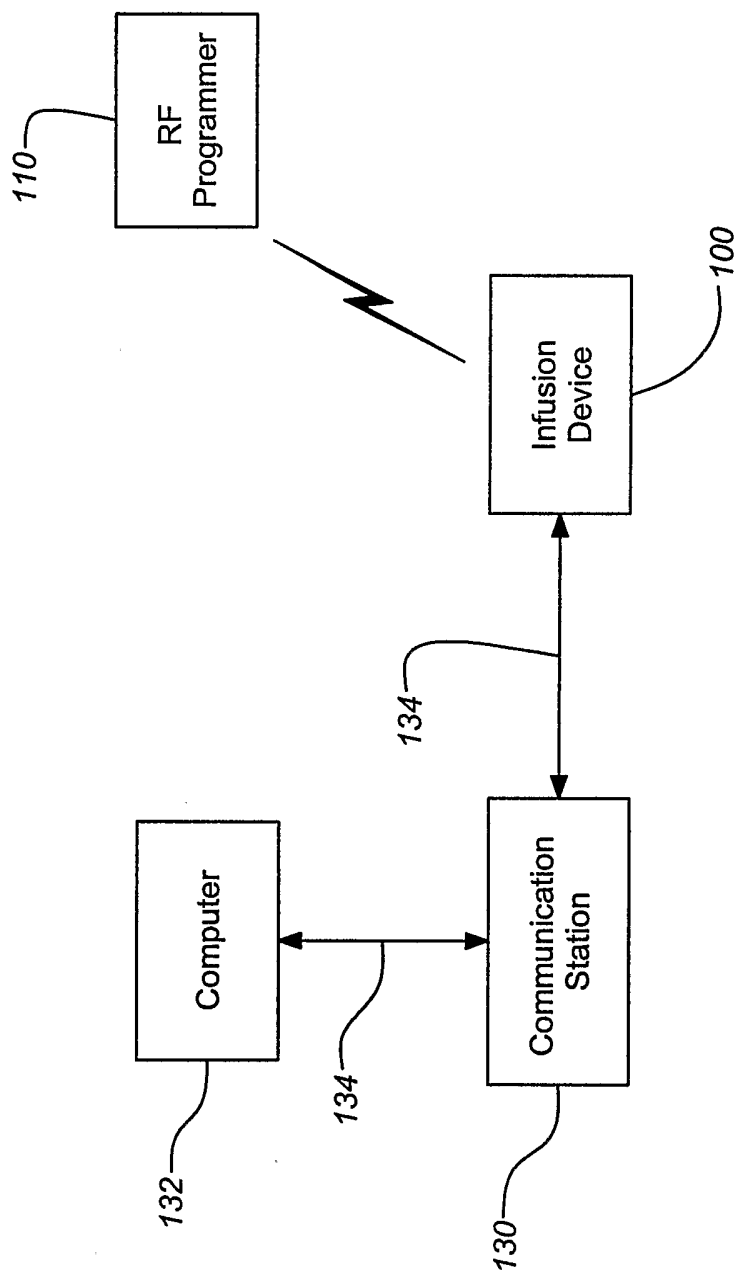 110
RF
Programmer
132
Computer
134
134
Infusion
Device
100
130
Communication
Station